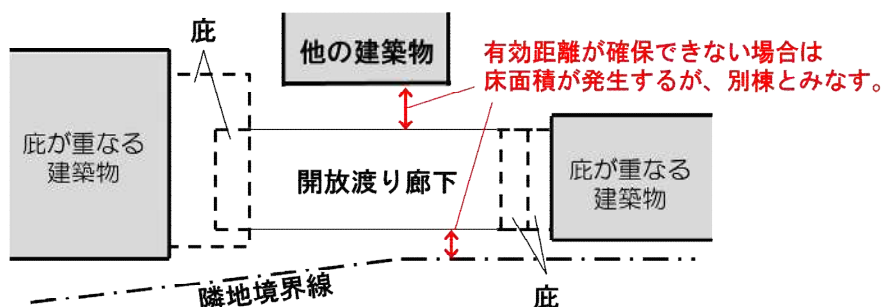 庇
他の建築物
有効距離が確保できない場合は
床面積が発生するが、別棟とみなす。
庇が重なる
建築物
開放渡り廊下
庇が重なる
建築物
隣地境界線
庇